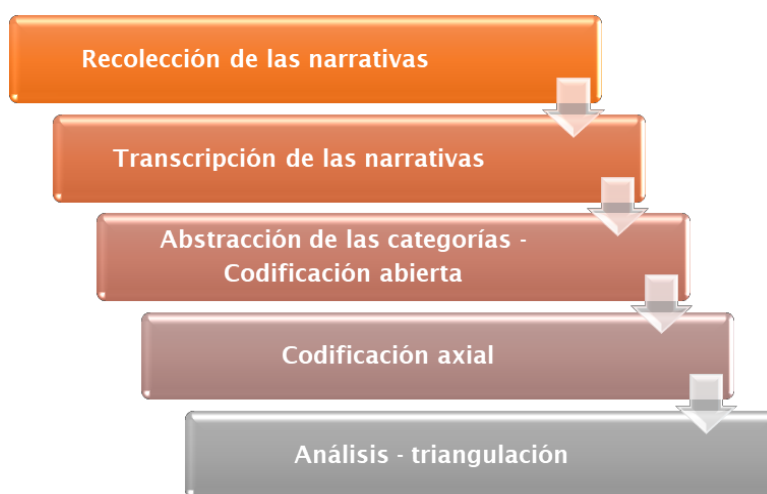 Recolección de las narrativas
Transcripción de las narrativas
Abstracción de las categorías -
Codificación abierta
Codificación axial
Análisis - triangulación